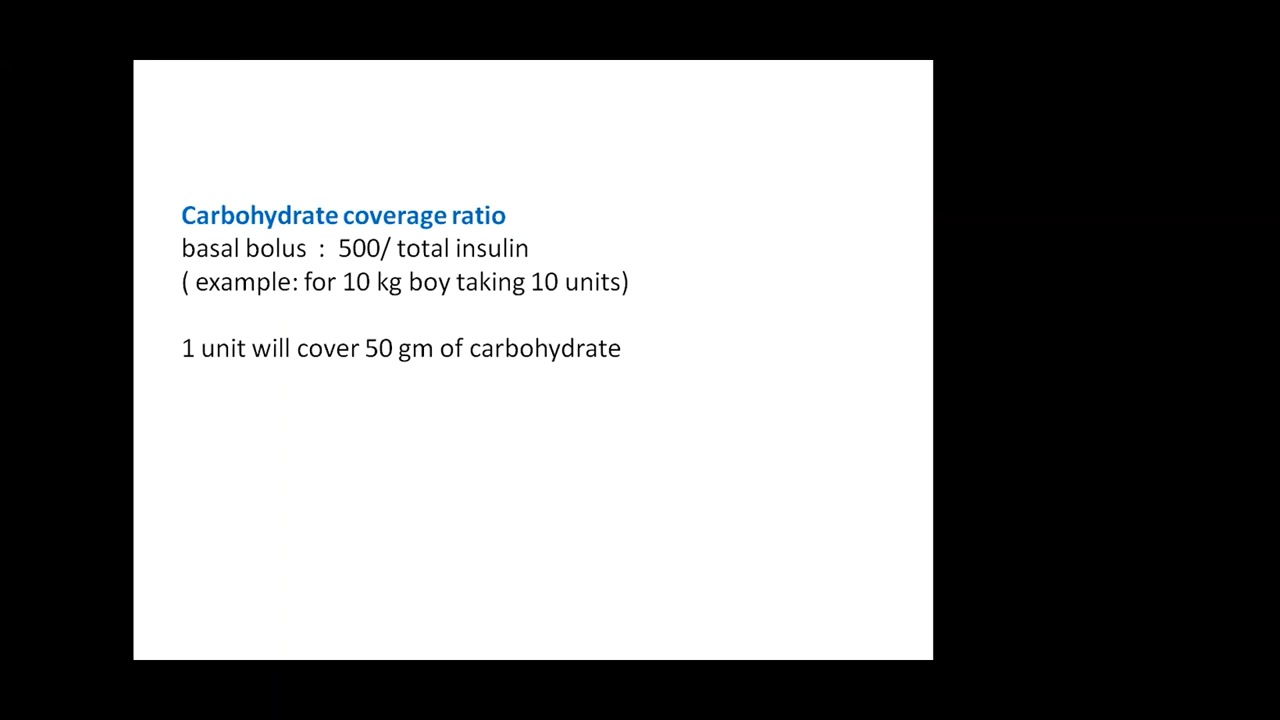 Carbohydrate coverage ratio
basal bolus : 500/ total insulin
( example: for 10 kg boy taking 10 units)
1 unit will cover 50 gm of carbohydrate